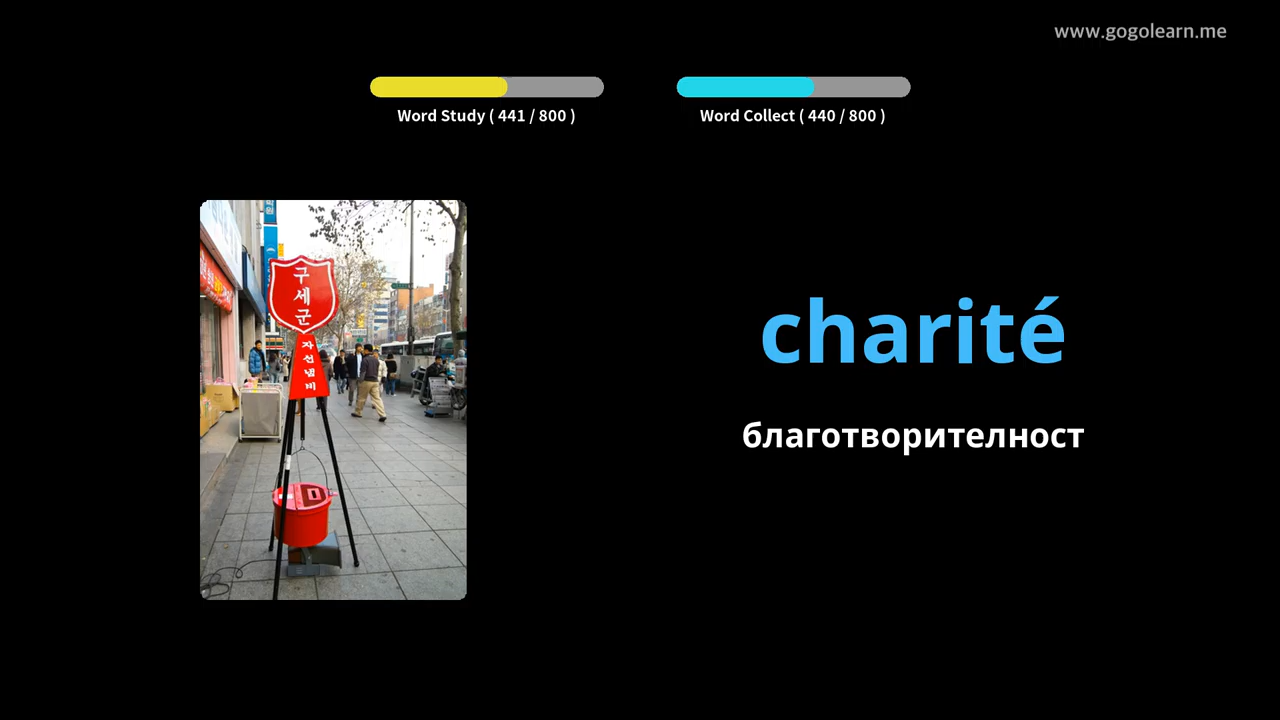 www.gogolearn.me
Word Study ( 441 / 800 )
Word Collect ( 440 / 800 )
구
세
군
자
선
냄
비
charité
благотворителност